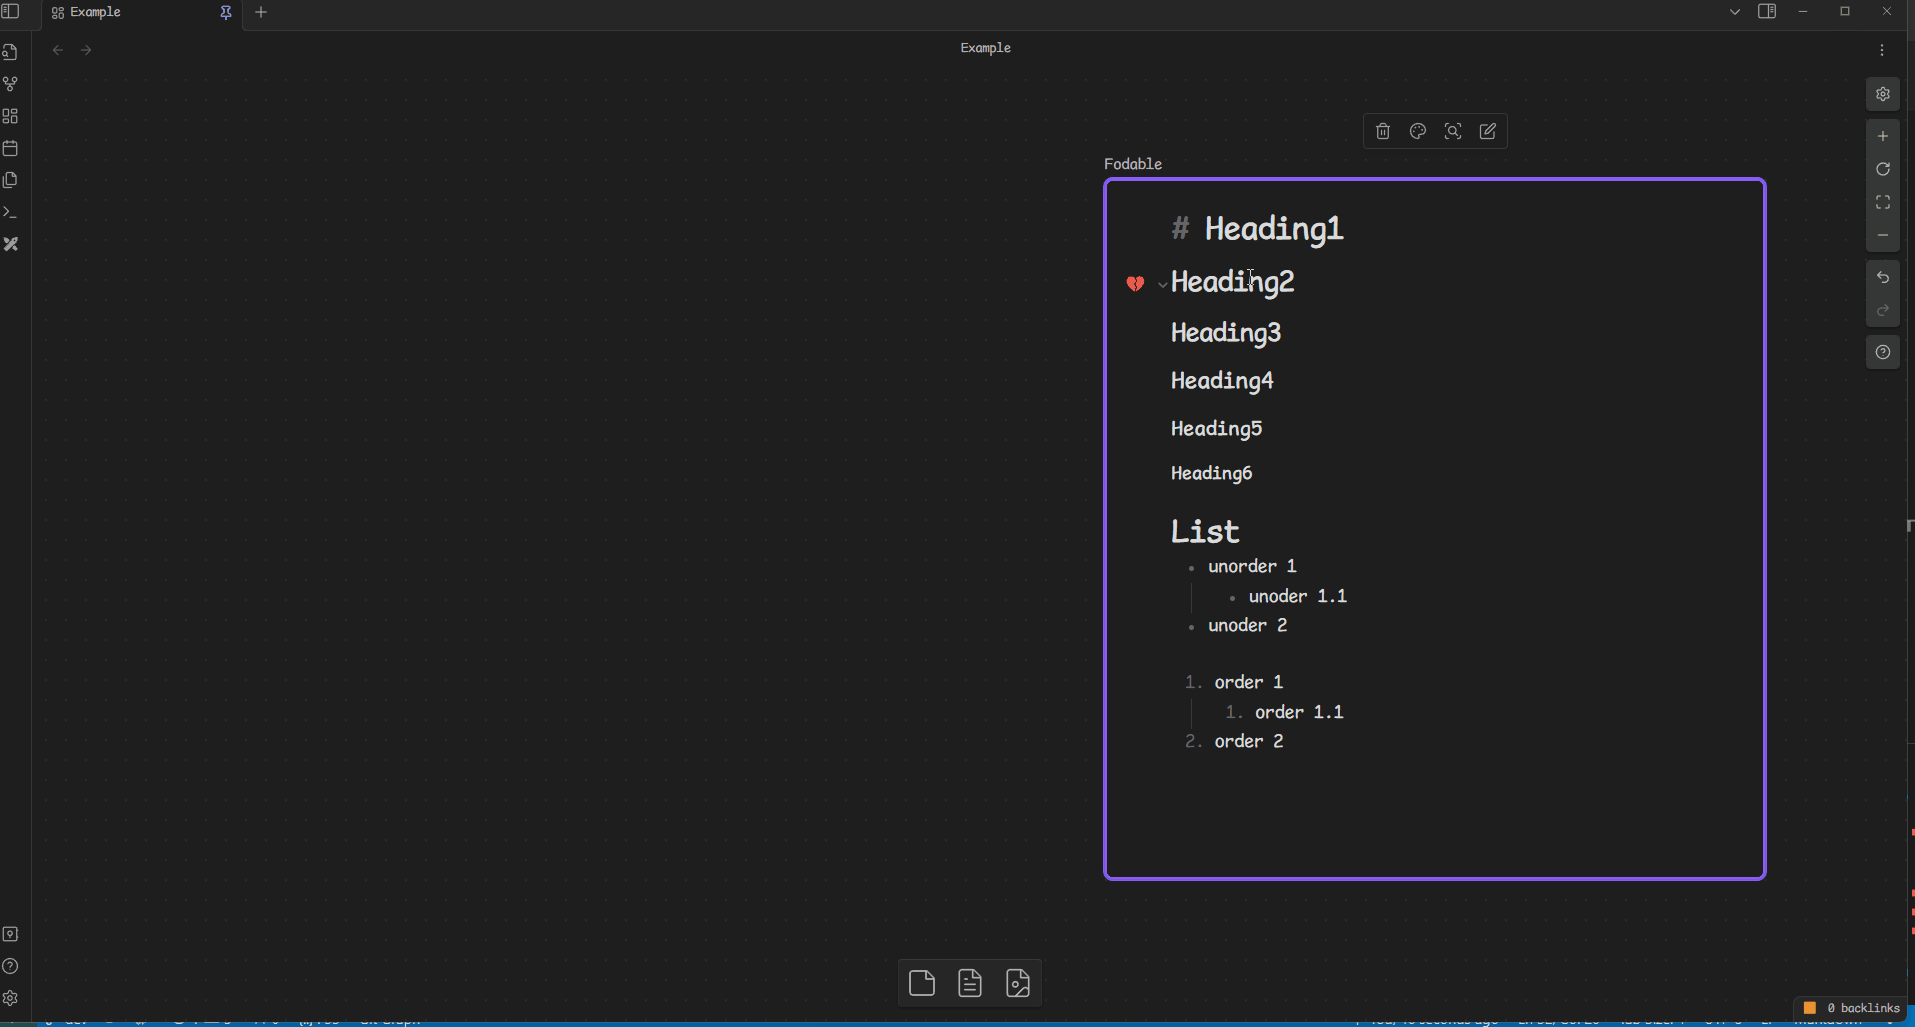 Example
Example
Fodable
# Heading1
Heading2
Heading3
Heading4
Heading5
Heading6
List
• unorder 1
• unoder 1.1
• unoder 2
1. order 1
1. order 1.1
2. order 2
0 backlinks